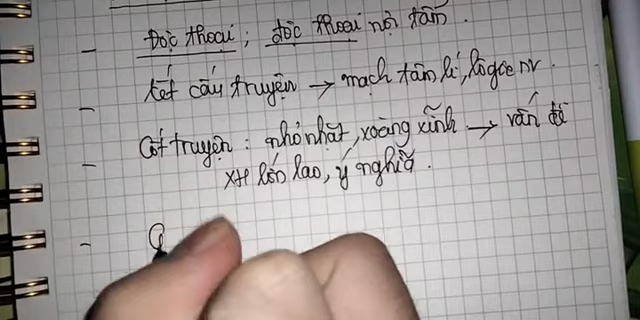 - Độc thoại; độc thoại nội tâm.
- kết cấu truyện → mạch tâm lí, lôgic nv.
- Cốt truyện: nhỏ nhặt, xoàng xĩnh → vấn đề
XH lớn lao, ý nghĩa.
-